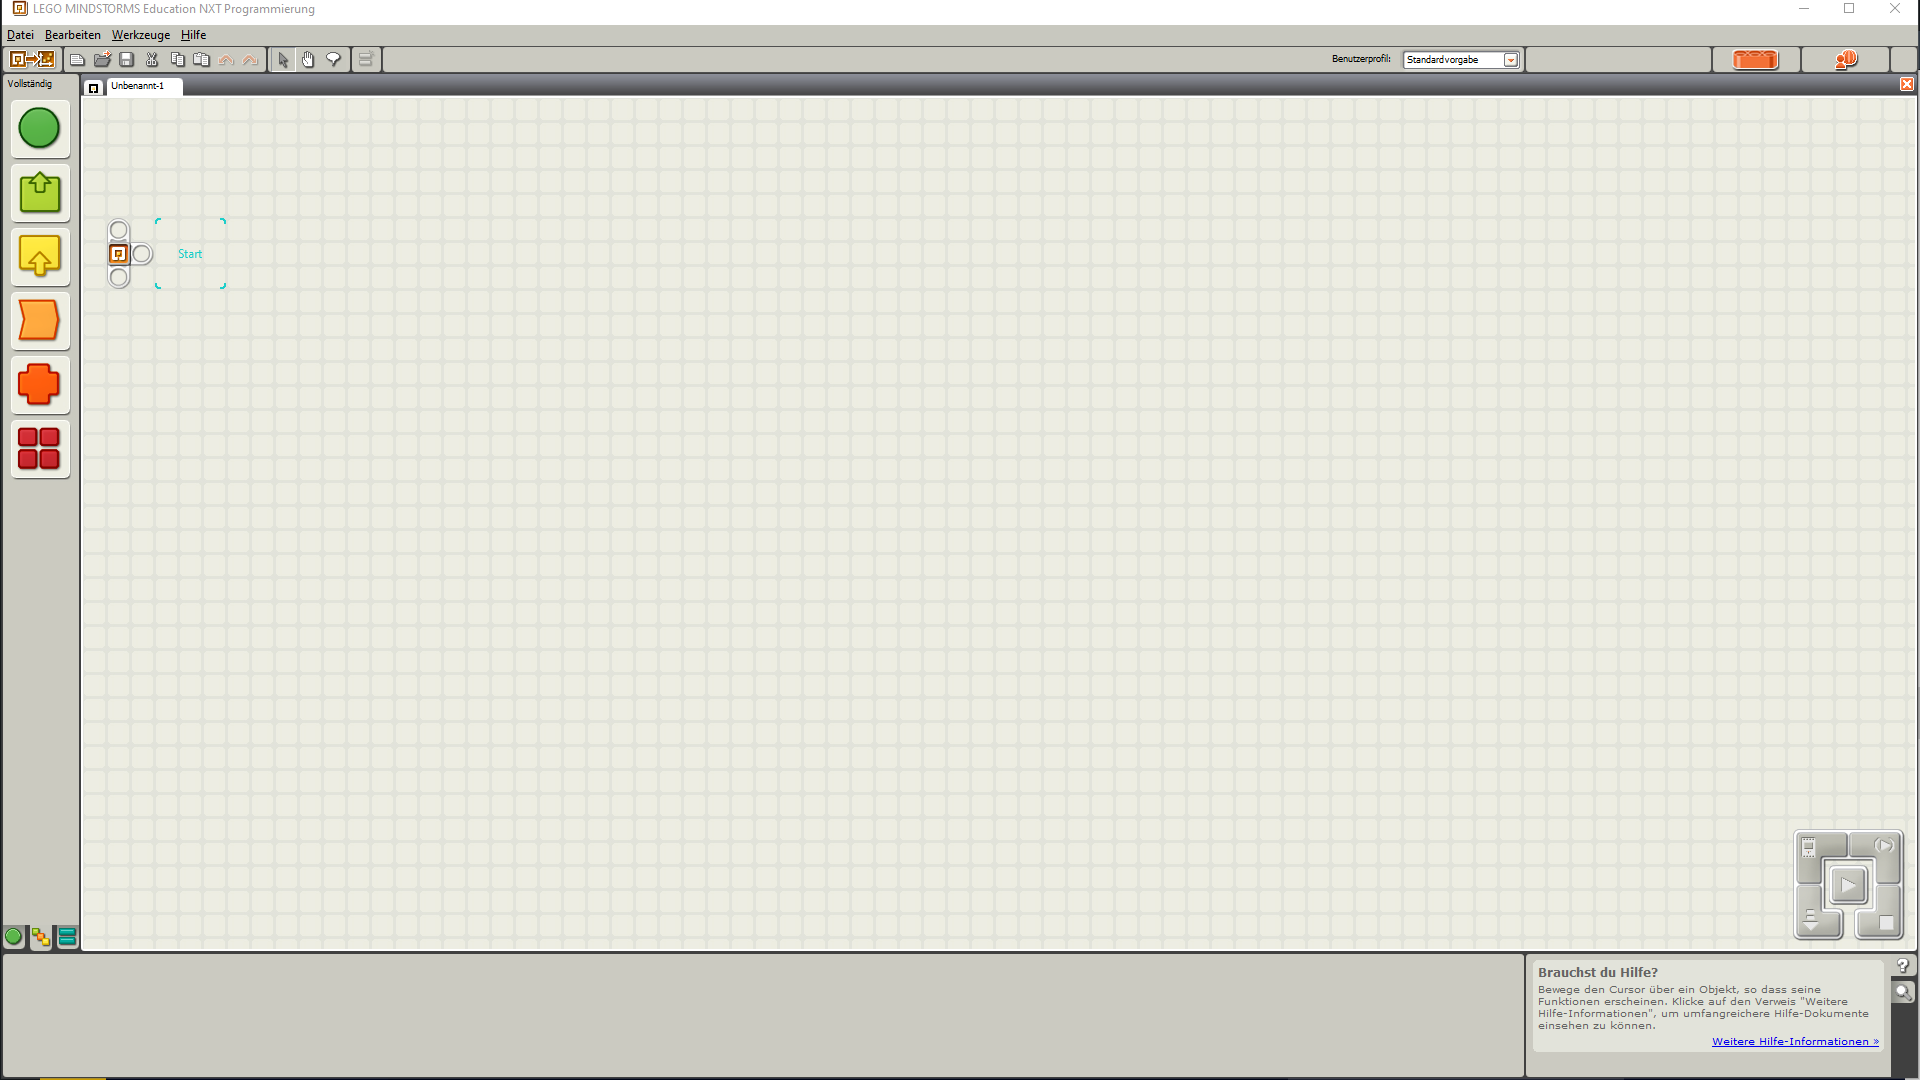 LEGO MINDSTORMS Education NXT Programmierung
Datei Bearbeiten Werkzeuge Hilfe
Benutzerprofil: Standardvorgabe
Vollständig
Unbenannt-1
Start
Brauchst du Hilfe?
Bewege den Cursor über ein Objekt, so dass seine
Funktionen erscheinen. Klicke auf den Verweis "Weitere
Hilfe-Informationen", um umfangreichere Hilfe-Dokumente
einsehen zu können.
Weitere Hilfe-Informationen »